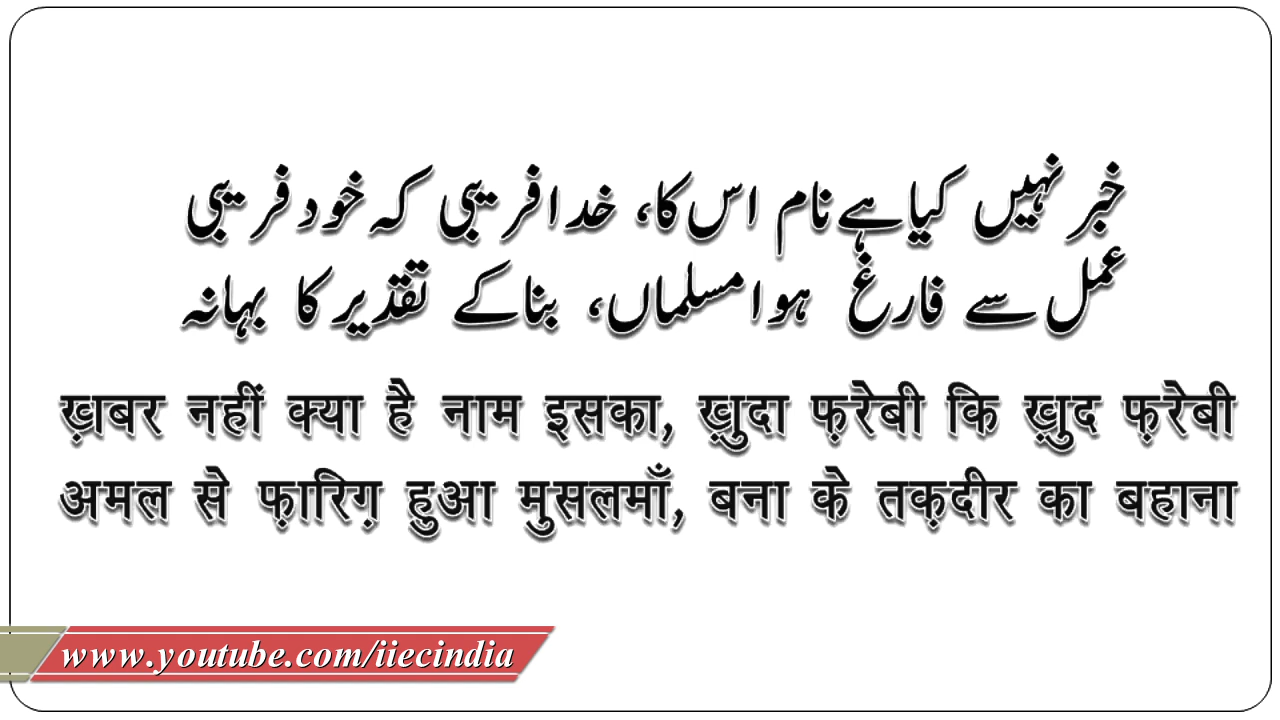 خبر نہیں کیا ہے نام اس کا، خدا فریبی کہ خود فریبی
عمل سے فارغ ہوا مسلماں، بنا کے تقدیر کا بہانہ
ख़बर नहीं क्या है नाम इसका, ख़ुदा फ़रेबी कि ख़ुद फ़रेबी
अमल से फ़ारिग़ हुआ मुसलमाँ, बना के तक़दीर का बहाना
www.youtube.com/iiecindia